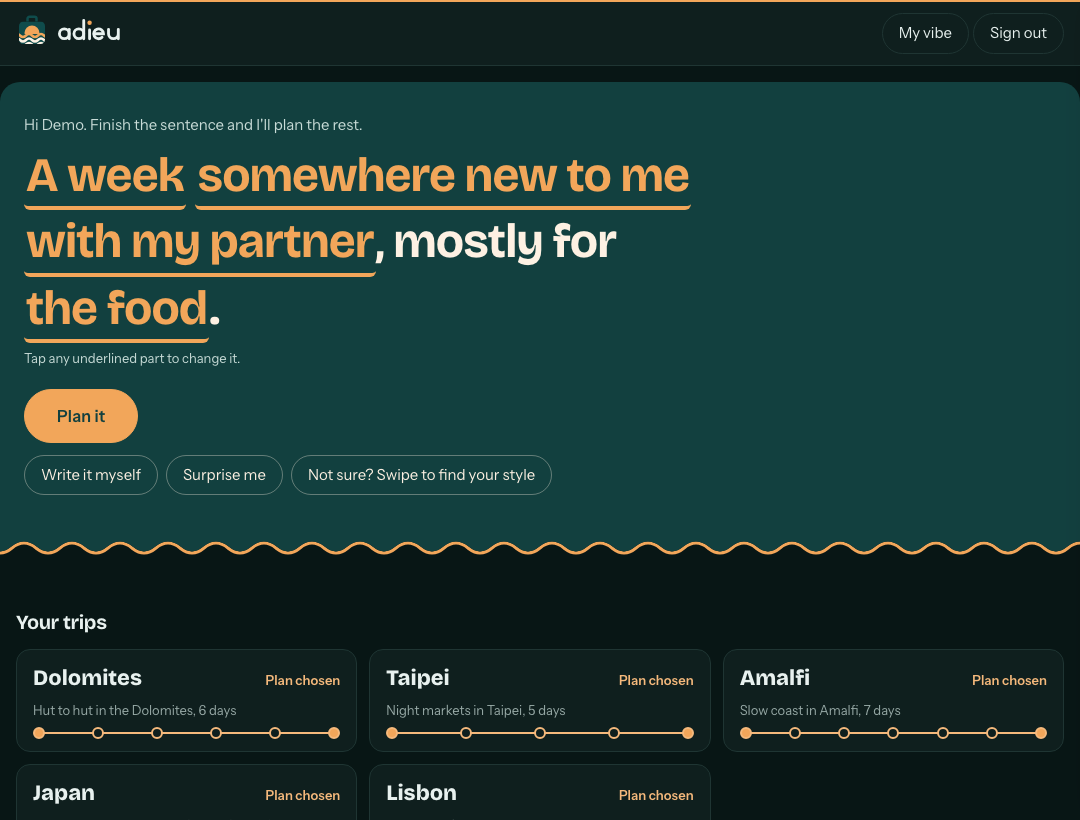 adieu
My vibe
Sign out
Hi Demo. Finish the sentence and I'll plan the rest.
A week somewhere new to me
with my partner, mostly for
the food.
Tap any underlined part to change it.
Plan it
Write it myself
Surprise me
Not sure? Swipe to find your style
Your trips
Dolomites
Plan chosen
Hut to hut in the Dolomites, 6 days
Taipei
Plan chosen
Night markets in Taipei, 5 days
Amalfi
Plan chosen
Slow coast in Amalfi, 7 days
Japan
Plan chosen
Lisbon
Plan chosen